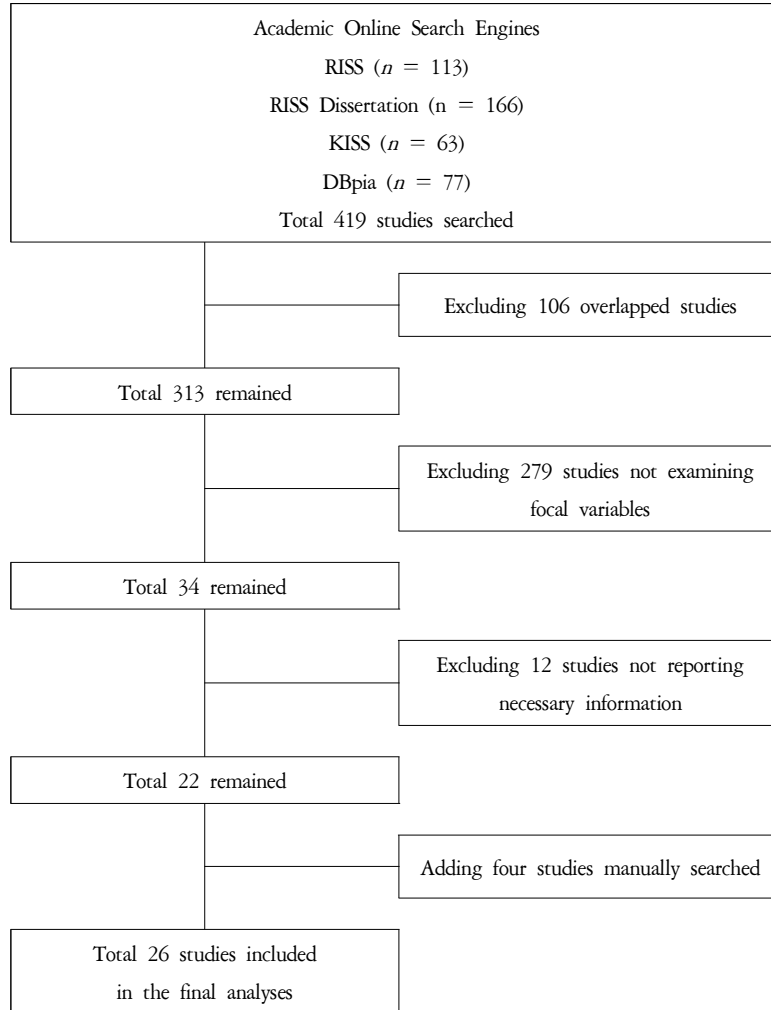 Academic Online Search Engines
RISS (n = 113)
RISS Dissertation (n = 166)
KISS (n = 63)
DBpia (n = 77)
Total 419 studies searched
Excluding 106 overlapped studies
Total 313 remained
Excluding 279 studies not examining
focal variables
Total 34 remained
Excluding 12 studies not reporting
necessary information
Total 22 remained
Adding four studies manually searched
Total 26 studies included
in the final analyses